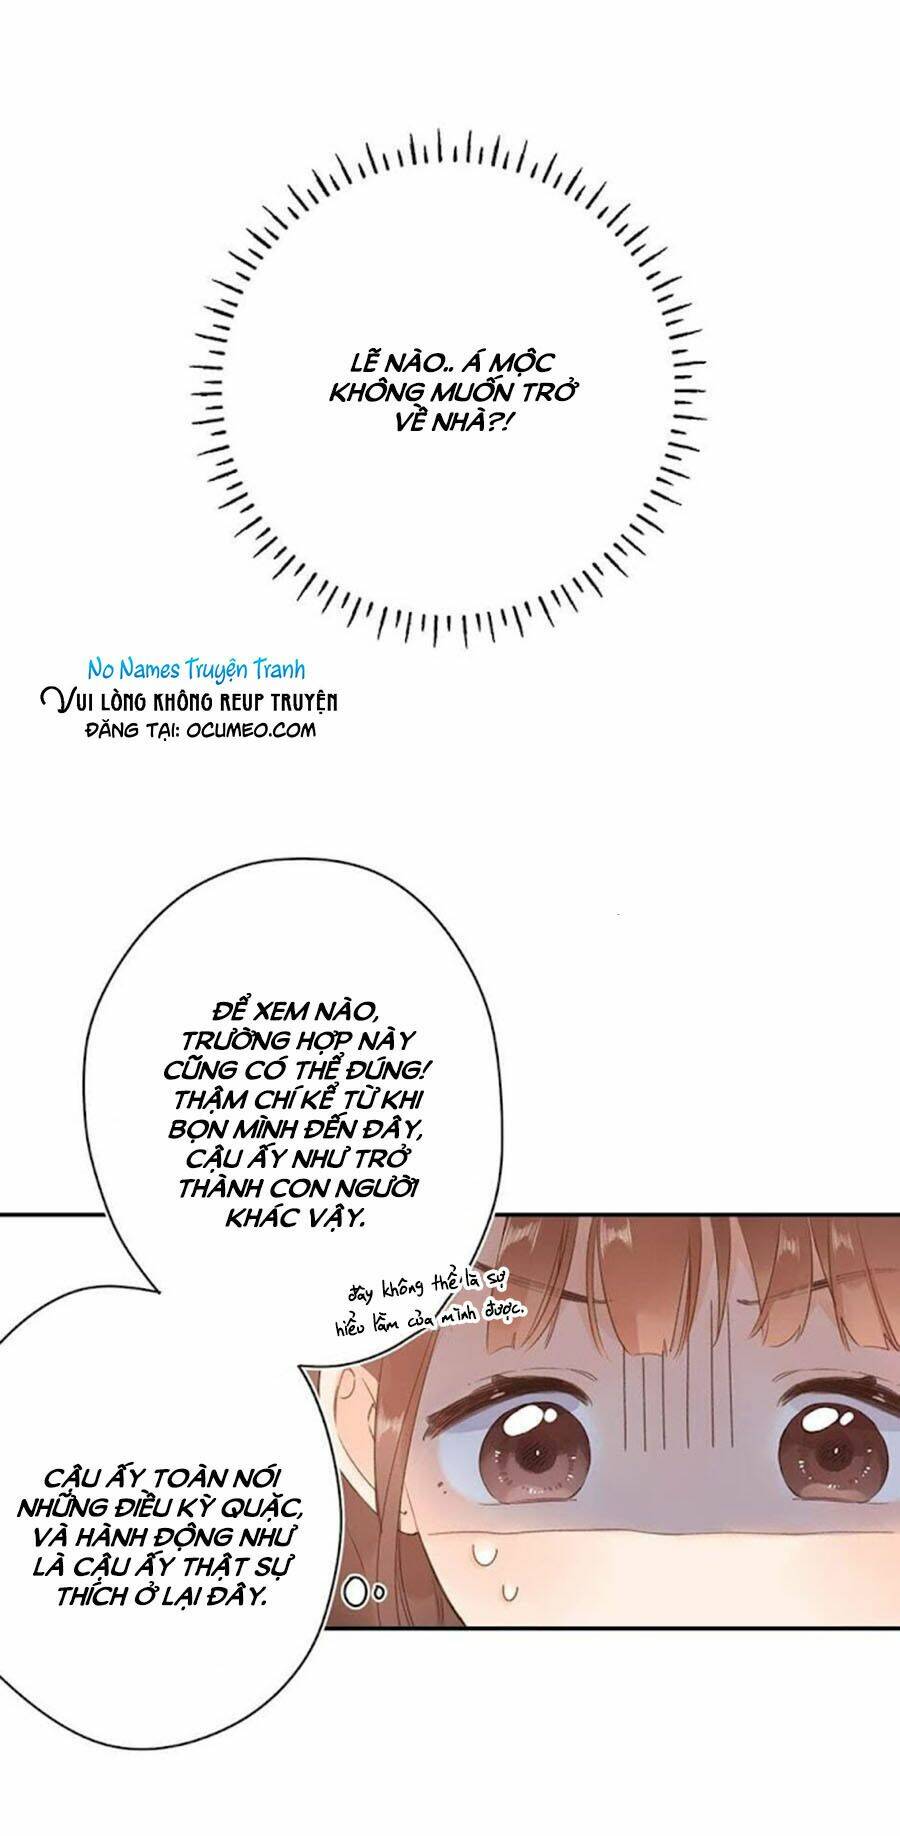 LẼ NÀO.. Á MỘC
KHÔNG MUỐN TRỞ
VỀ NHÀ?!
No Names Truyện Tranh
VUI LÒNG KHÔNG REUP TRUYỆN
ĐĂNG TẠI: OCUMEO.COM
ĐỂ XEM NÀO,
TRƯỜNG HỢP NÀY
CŨNG CÓ THỂ ĐÚNG!
THẬM CHÍ KỂ TỪ KHI
BỌN MÌNH ĐẾN ĐÂY,
CẬU ẤY NHƯ TRỞ
THÀNH CON NGƯỜI
KHÁC VẬY.
đây không thể là sự
hiểu lầm của mình được.
CẬU ẤY TOÀN NÓI
NHỮNG ĐIỀU KỲ QUẶC,
VÀ HÀNH ĐỘNG NHƯ
LÀ CẬU ẤY THẬT SỰ
THÍCH Ở LẠI ĐÂY.